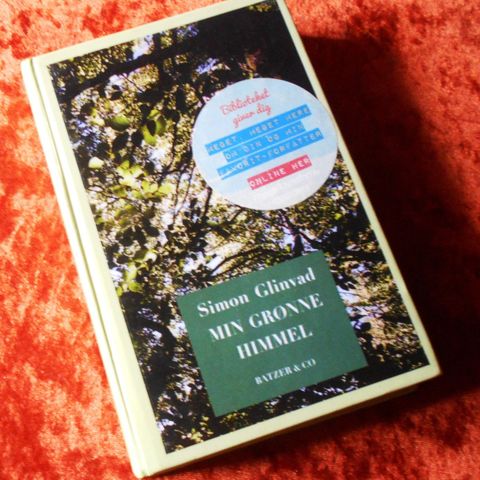 Biblioteket
giver dig
MEGET, MEGET MERE
OM DIN OG MIN
FAVORIT-FORFATTER
ONLINE HER
Simon Glinvad
MIN GRØNNE
HIMMEL
BATZER & CO